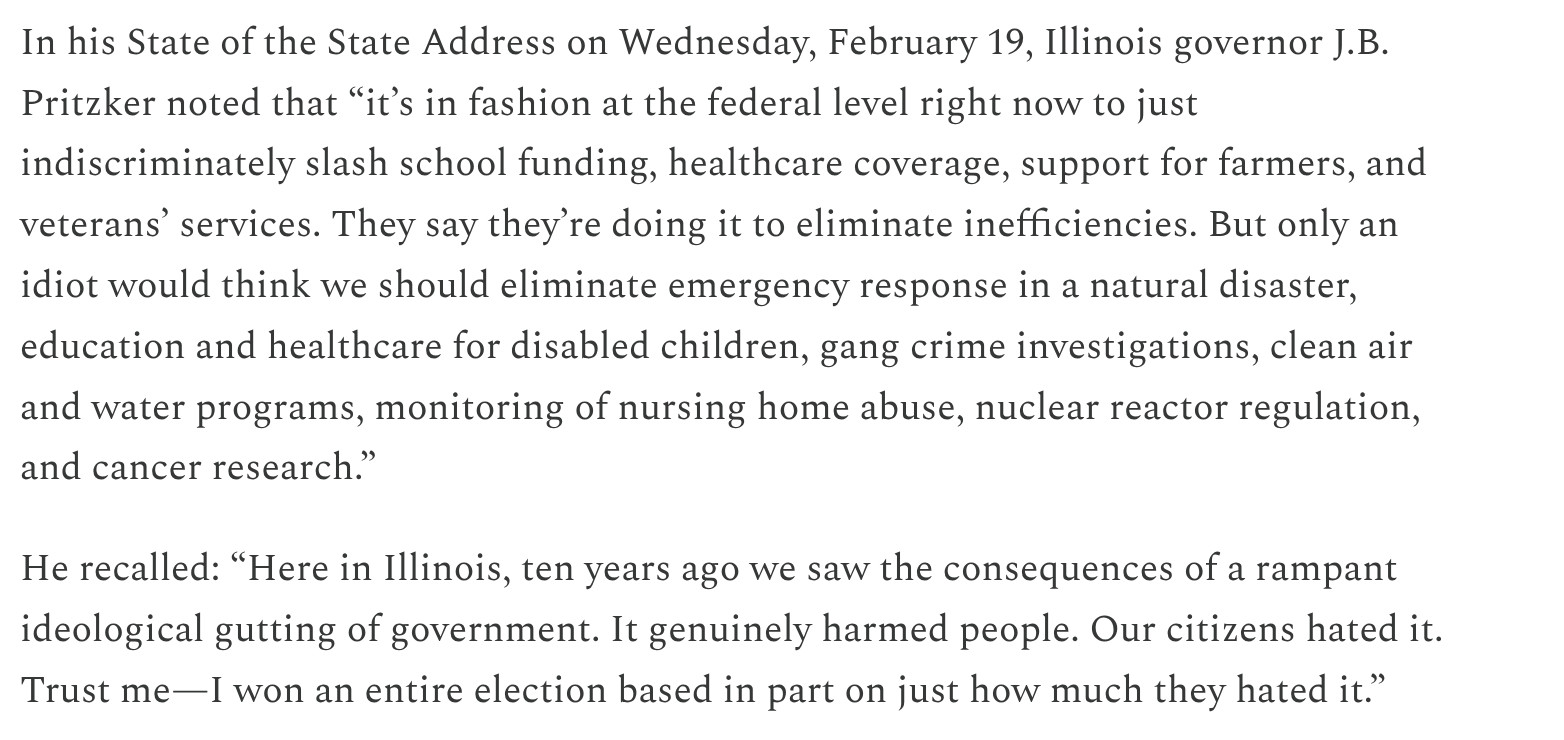 In his State of the State Address on Wednesday, February 19, Illinois governor J.B.
Pritzker noted that “it’s in fashion at the federal level right now to just
indiscriminately slash school funding, healthcare coverage, support for farmers, and
veterans’ services. They say they’re doing it to eliminate inefficiencies. But only an
idiot would think we should eliminate emergency response in a natural disaster,
education and healthcare for disabled children, gang crime investigations, clean air
and water programs, monitoring of nursing home abuse, nuclear reactor regulation,
and cancer research.”
He recalled: “Here in Illinois, ten years ago we saw the consequences of a rampant
ideological gutting of government. It genuinely harmed people. Our citizens hated it.
Trust me—I won an entire election based in part on just how much they hated it.”